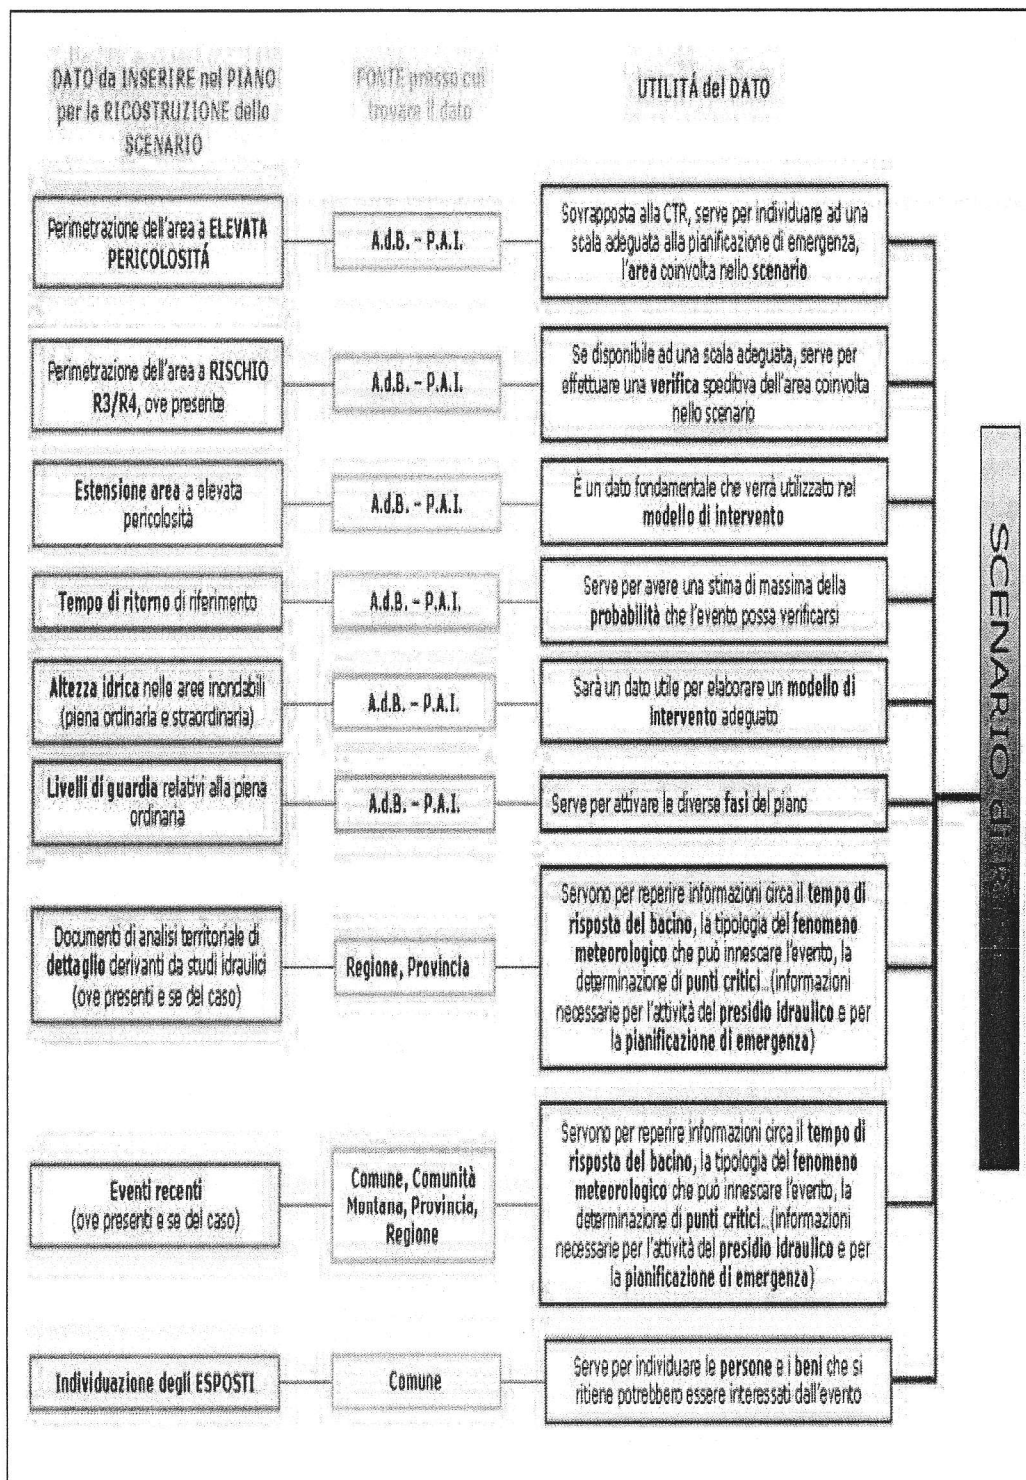 DATO da INSERIRE nel PIANO
per la RICOSTRUZIONE dello
SCENARIO
FONTE presso cui
trovare il dato
UTILITÁ del DATO
Perimetrazione dell'area a ELEVATA
PERICOLOSITÁ
A.d.B. - P.A.I.
Sovrapposta alla CTR, serve per individuare ad una
scala adeguata alla pianificazione di emergenza,
l'area coinvolta nello scenario
Perimetrazione dell'area a RISCHIO
R3/R4, ove presente
A.d.B. - P.A.I.
Se disponibile ad una scala adeguata, serve per
effettuare una verifica speditiva dell'area coinvolta
nello scenario
Estensione area a elevata
pericolosità
A.d.B. - P.A.I.
É un dato fondamentale che verrà utilizzato nel
modello di intervento
Tempo di ritorno di riferimento
A.d.B. - P.A.I.
Serve per avere una stima di massima della
probabilità che l'evento possa verificarsi
Altezza idrica nelle aree inondabili
(piena ordinaria e straordinaria)
A.d.B. - P.A.I.
Sarà un dato utile per elaborare un modello di
intervento adeguato
Livelli di guardia relativi alla piena
ordinaria
A.d.B. - P.A.I.
Serve per attivare le diverse fasi del piano
Documenti di analisi territoriale di
dettaglio derivanti da studi idraulici
(ove presenti e se del caso)
Regione, Provincia
Servono per reperire informazioni circa il tempo di
risposta del bacino, la tipologia del fenomeno
meteorologico che può innescare l'evento, la
determinazione di punti critici...(informazioni
necessarie per l'attività del presidio idraulico e per
la pianificazione di emergenza)
Eventi recenti
(ove presenti e se del caso)
Comune, Comunità
Montana, Provincia,
Regione
Servono per reperire informazioni circa il tempo di
risposta del bacino, la tipologia del fenomeno
meteorologico che può innescare l'evento, la
determinazione di punti critici...(informazioni
necessarie per l'attività del presidio idraulico e per
la pianificazione di emergenza)
Individuazione degli ESPOSTI
Comune
Serve per individuare le persone e i beni che si
ritiene potrebbero essere interessati dall'evento
SCENARIO di